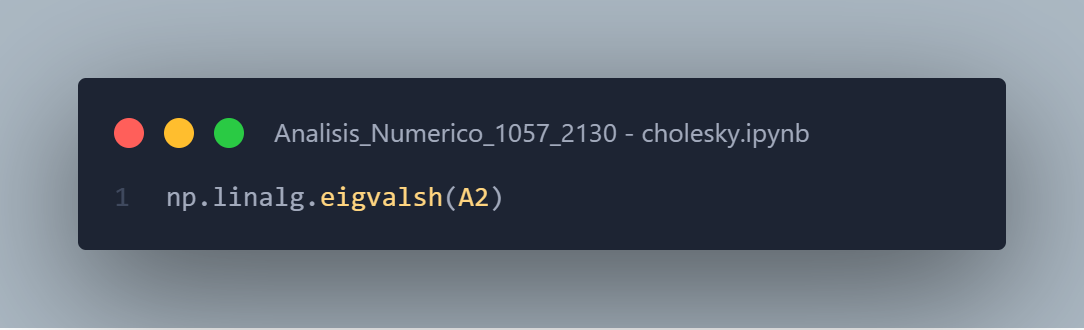 Analisis_Numerico_1057_2130 - cholesky.ipynb
1 np.linalg.eigvalsh(A2)